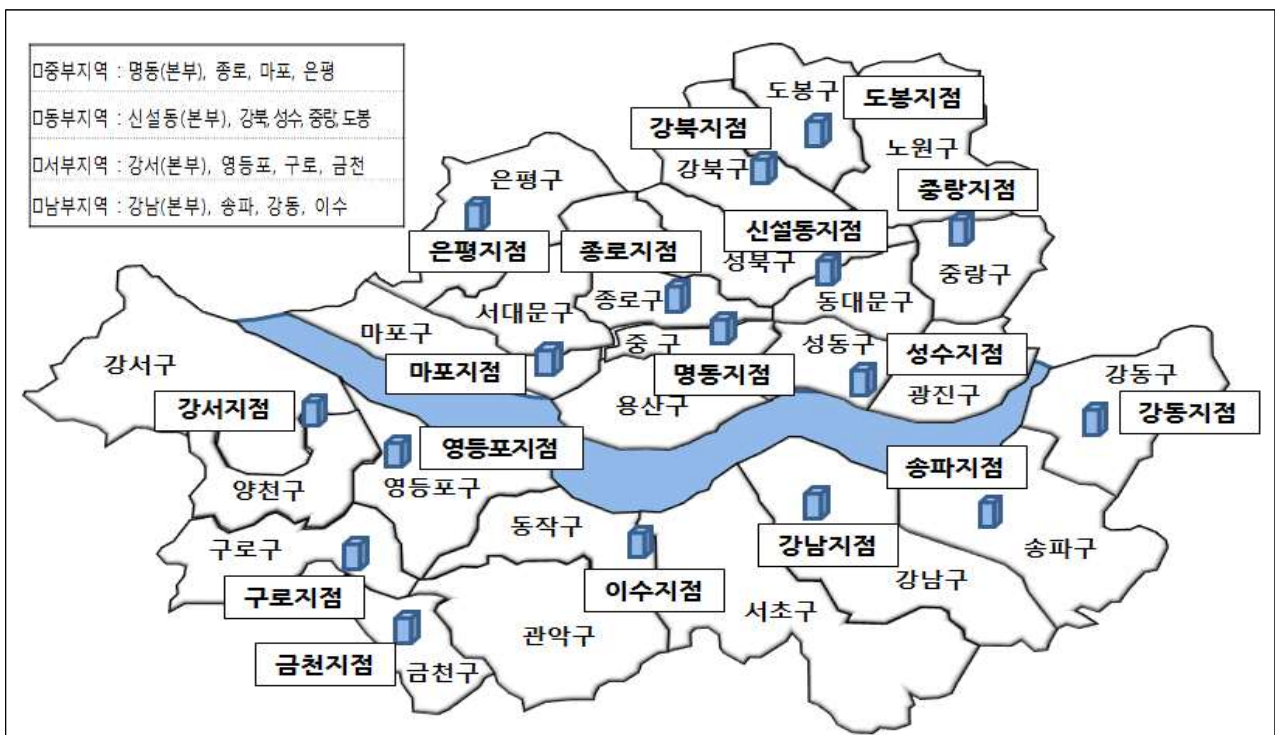 □중부지역 : 명동(본부), 종로, 마포, 은평
□동부지역 : 신설동(본부), 강북, 성수, 중랑, 도봉
□서부지역 : 강서(본부), 영등포, 구로, 금천
□남부지역 : 강남(본부), 송파, 강동, 이수
도봉구
도봉지점
강북지점
노원구
강북구
은평구
중랑지점
신설동지점
은평지점
종로지점
성북구
중랑구
종로구
동대문구
서대문구
마포구
중 구
성동구
성수지점
강서구
마포지점
명동지점
강동구
광진구
용산구
강서지점
강동지점
영등포지점
송파지점
양천구
영등포구
동작구
강남지점
송파구
구로구
강남구
구로지점
이수지점
서초구
관악구
금천지점
금천구